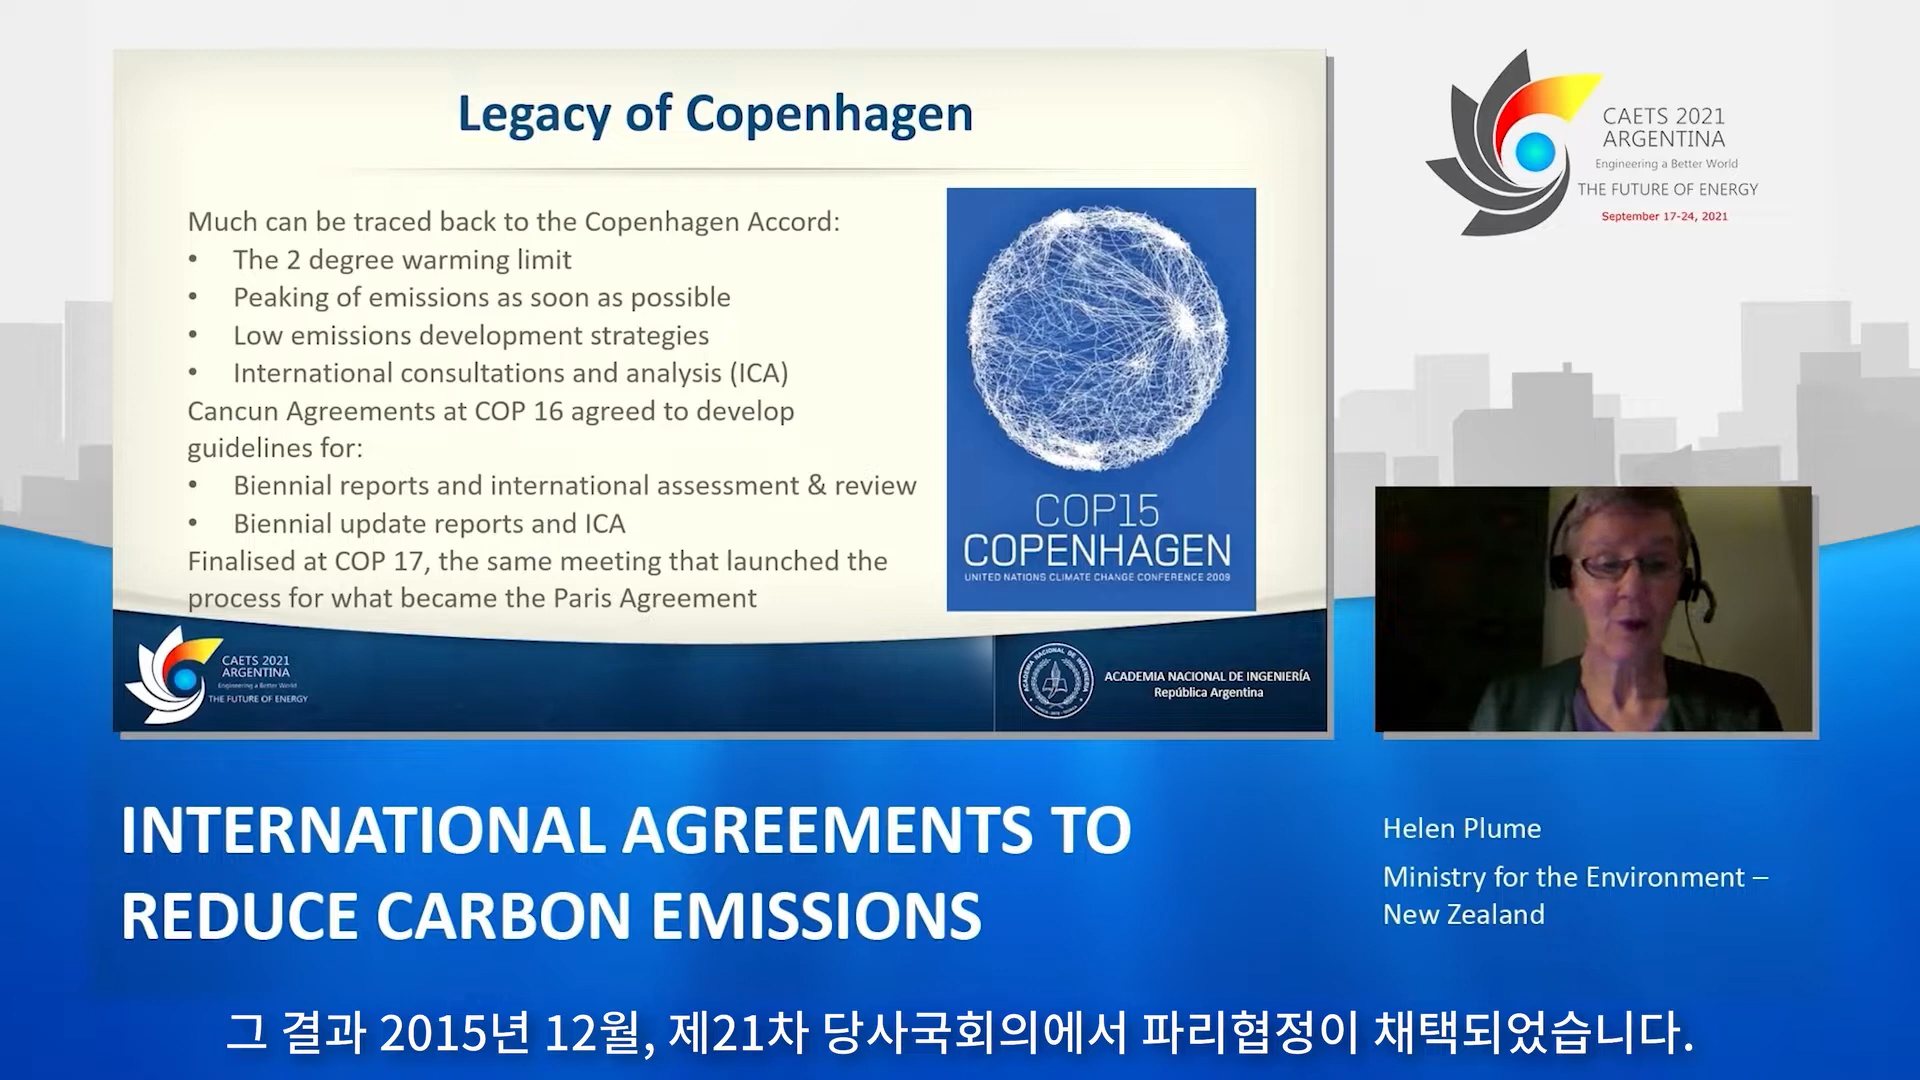 Legacy of Copenhagen
Much can be traced back to the Copenhagen Accord:
• The 2 degree warming limit
• Peaking of emissions as soon as possible
• Low emissions development strategies
• International consultations and analysis (ICA)
Cancun Agreements at COP 16 agreed to develop
guidelines for:
• Biennial reports and international assessment & review
• Biennial update reports and ICA
Finalised at COP 17, the same meeting that launched the
process for what became the Paris Agreement
COP15
COPENHAGEN
UNITED NATIONS CLIMATE CHANGE CONFERENCE 2009
CAETS 2021
ARGENTINA
Engineering a Better World
THE FUTURE OF ENERGY
ACADEMIA NACIONAL DE INGENIERÍA
República Argentina
CAETS 2021
ARGENTINA
Engineering a Better World
THE FUTURE OF ENERGY
September 17-24, 2021
INTERNATIONAL AGREEMENTS TO
REDUCE CARBON EMISSIONS
Helen Plume
Ministry for the Environment –
New Zealand
그 결과 2015년 12월, 제21차 당사국회의에서 파리협정이 채택되었습니다.